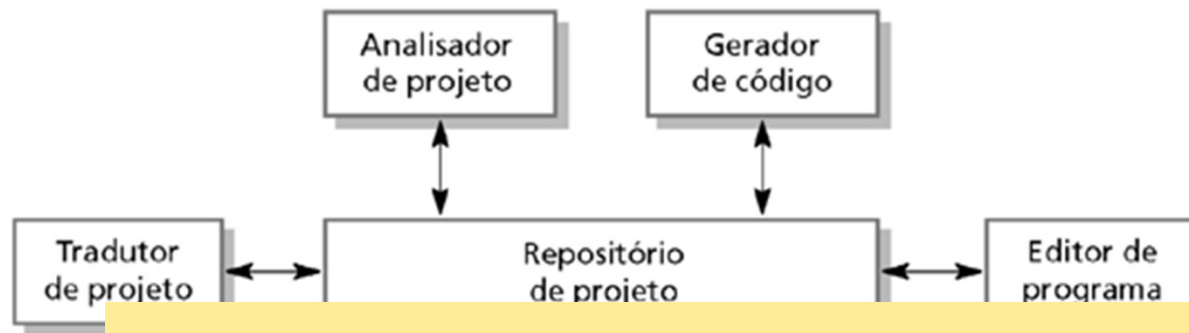 Analisador
de projeto
Gerador
de código
Tradutor
de projeto
Repositório
de projeto
Editor de
programa